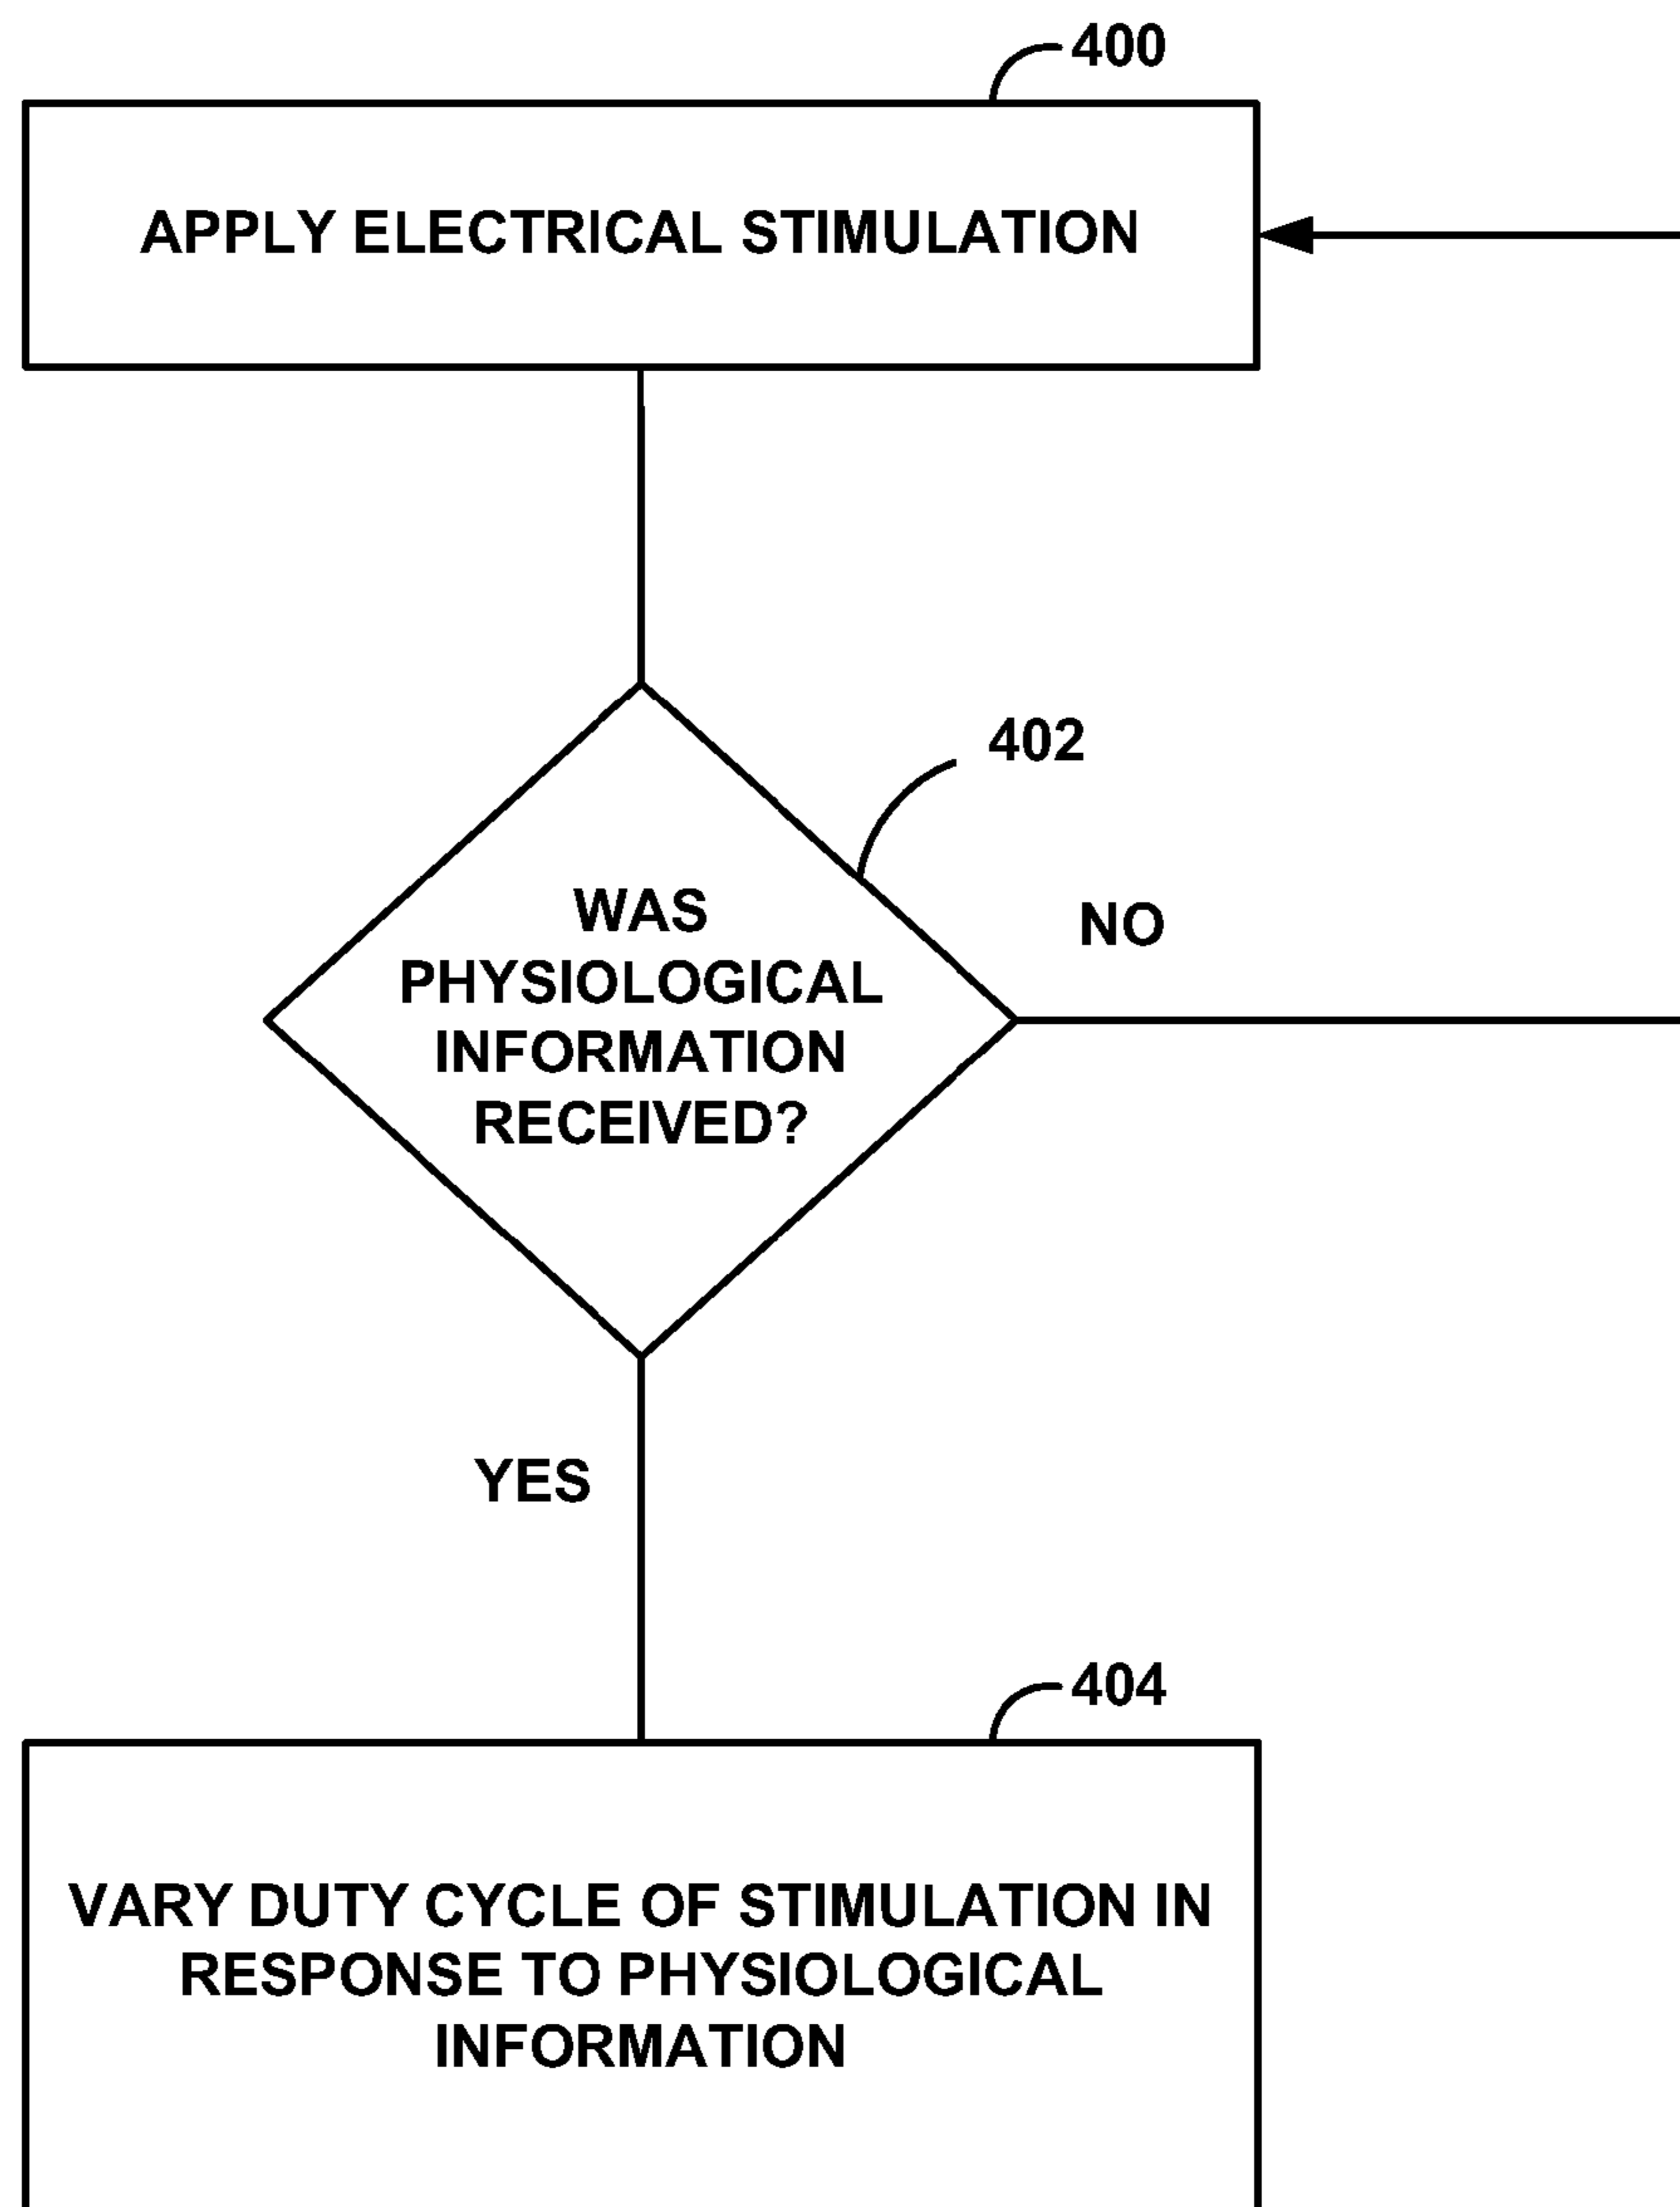 400
APPLY ELECTRICAL STIMULATION
402
WAS
PHYSIOLOGICAL
INFORMATION
RECEIVED?
NO
YES
404
VARY DUTY CYCLE OF STIMULATION IN
RESPONSE TO PHYSIOLOGICAL
INFORMATION